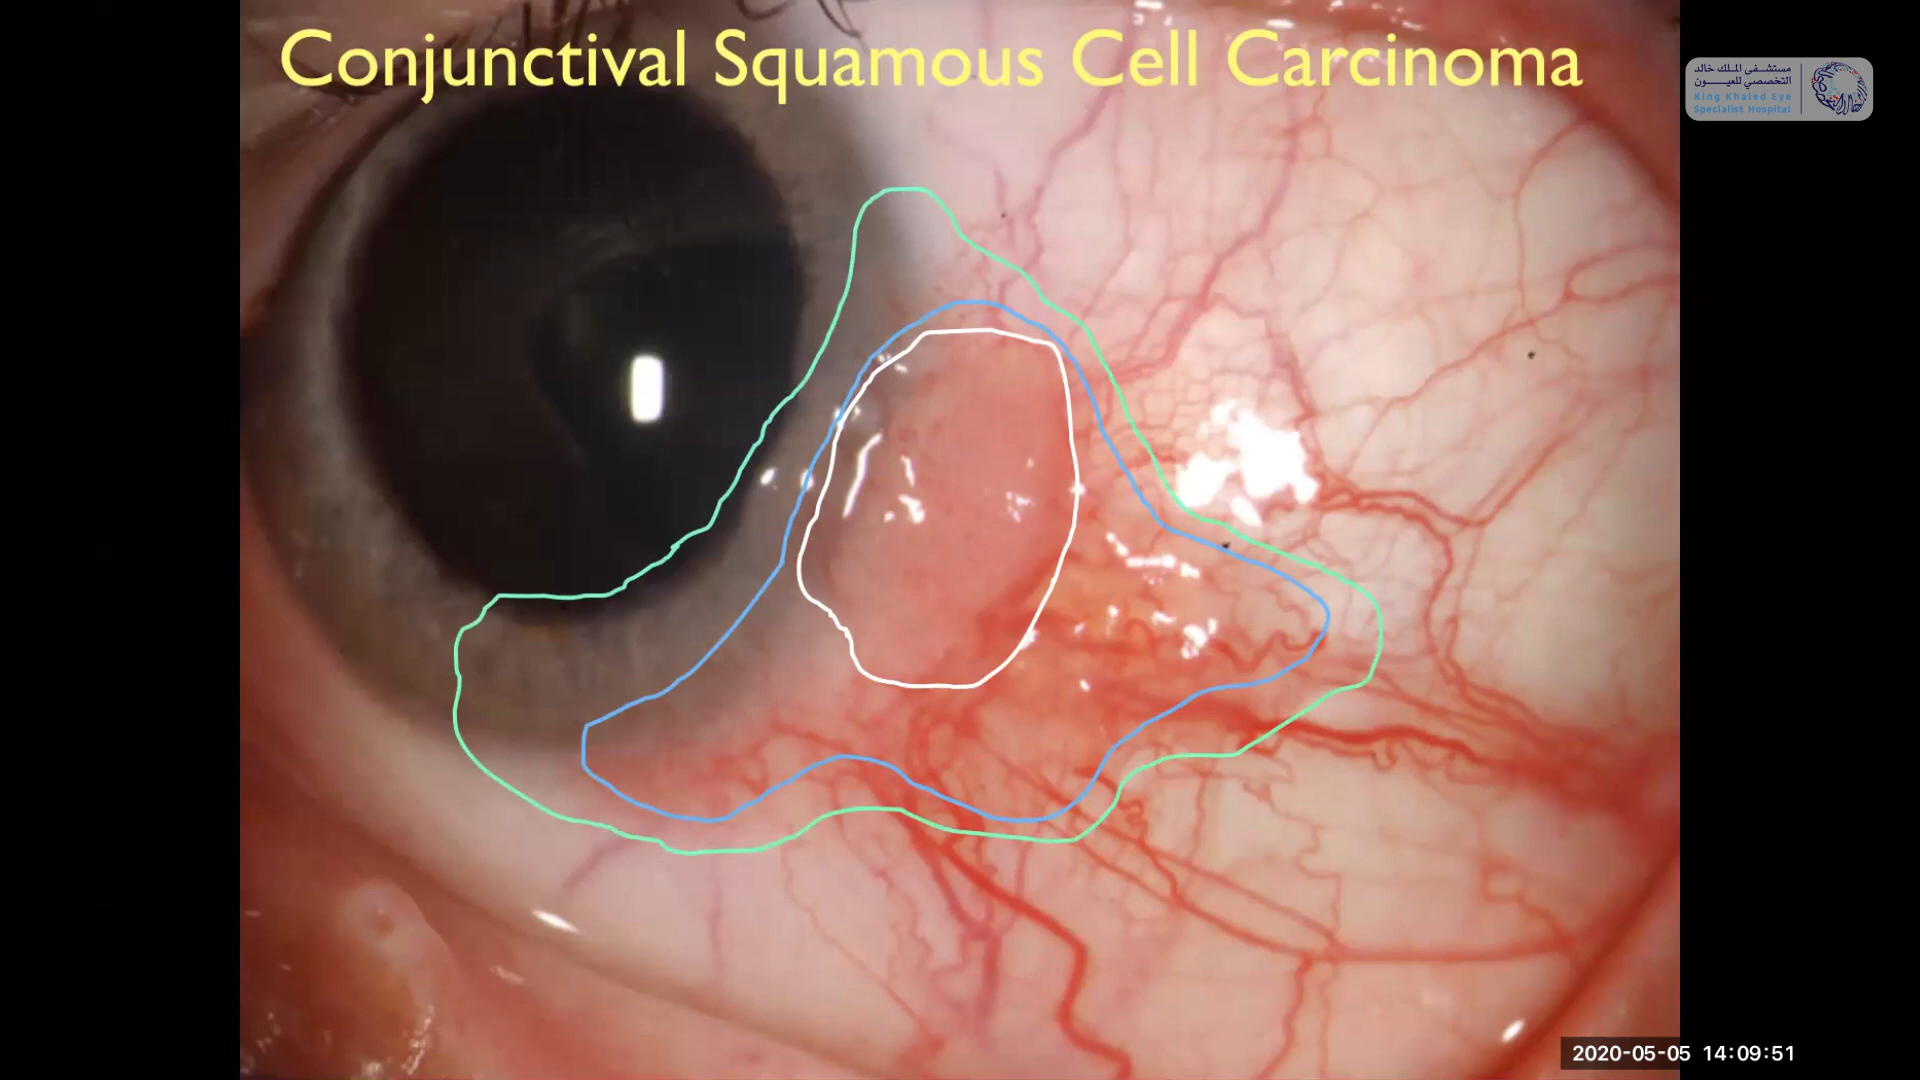 Conjunctival Squamous Cell Carcinoma
مستشفى الملك خالد
التخصصي للعيون
King Khaled Eye
Specialist Hospital
2020-05-05 14:09:51